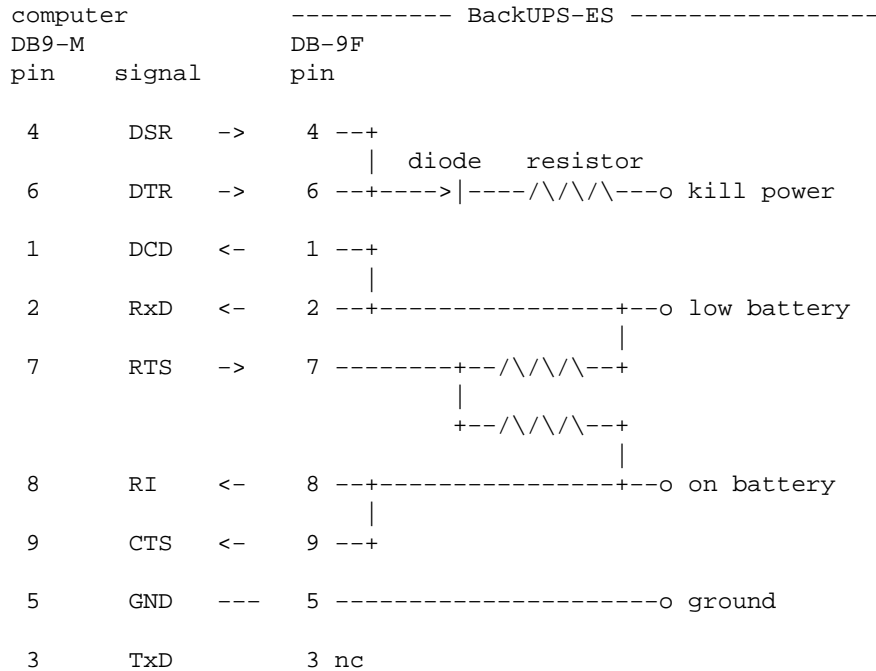 computer ----------- BackUPS-ES -----------------
DB9-M DB-9F
pin signal pin
4 DSR -> 4 --+
| diode resistor
6 DTR -> 6 --+---->|----/\/\/\---o kill power
1 DCD <- 1 --+
|
2 RxD <- 2 --+----------------+--o low battery
|
7 RTS -> 7 --------+--/\/\/\--+
|
+--/\/\/\--+
|
8 RI <- 8 --+----------------+--o on battery
|
9 CTS <- 9 --+
5 GND --- 5 ----------------------o ground
3 TxD 3 nc